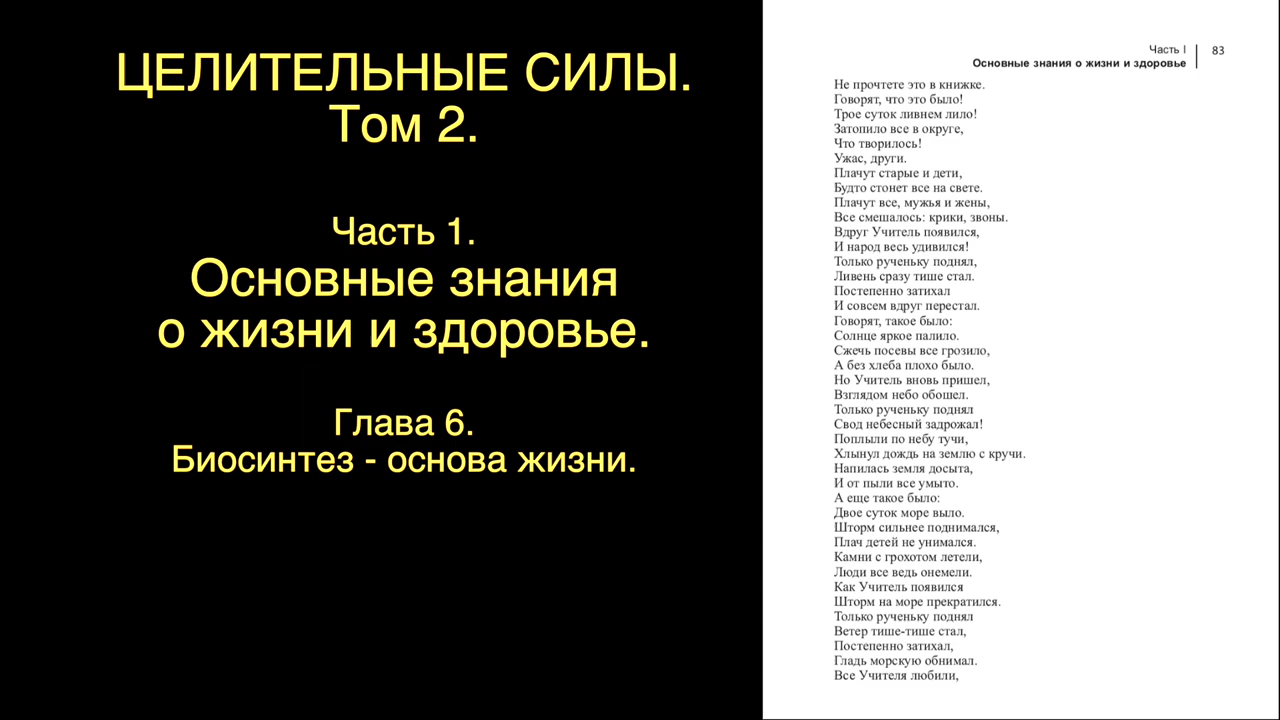 ЦЕЛИТЕЛЬНЫЕ СИЛЫ.
Том 2.
Часть 1.
Основные знания
о жизни и здоровье.
Глава 6.
Биосинтез - основа жизни.
Часть I
Основные знания о жизни и здоровье
83
Не прочтете это в книжке.
Говорят, что это было!
Трое суток ливнем лило!
Затопило все в округе,
Что творилось!
Ужас, други.
Плачут старые и дети,
Будто стонет все на свете.
Плачут все, мужья и жены,
Все смешалось: крики, звоны.
Вдруг Учитель появился,
И народ весь удивился!
Только рученьку поднял,
Ливень сразу тише стал.
Постепенно затихал
И совсем вдруг перестал.
Говорят, такое было:
Солнце яркое палило.
Сжечь посевы все грозило,
А без хлеба плохо было.
Но Учитель вновь пришел,
Взглядом небо обошел.
Только рученьку поднял
Свод небесный задрожал!
Поплыли по небу тучи,
Хлынул дождь на землю с кручи.
Напилась земля досыта,
И от пыли все умыто.
А еще такое было:
Двое суток море выло.
Шторм сильнее поднимался,
Плач детей не унимался.
Камни с грохотом летели,
Люди все ведь онемели.
Как Учитель появился
Шторм на море прекратился.
Только рученьку поднял
Ветер тише-тише стал,
Постепенно затихал,
Гладь морскую обнимал.
Все Учителя любили,